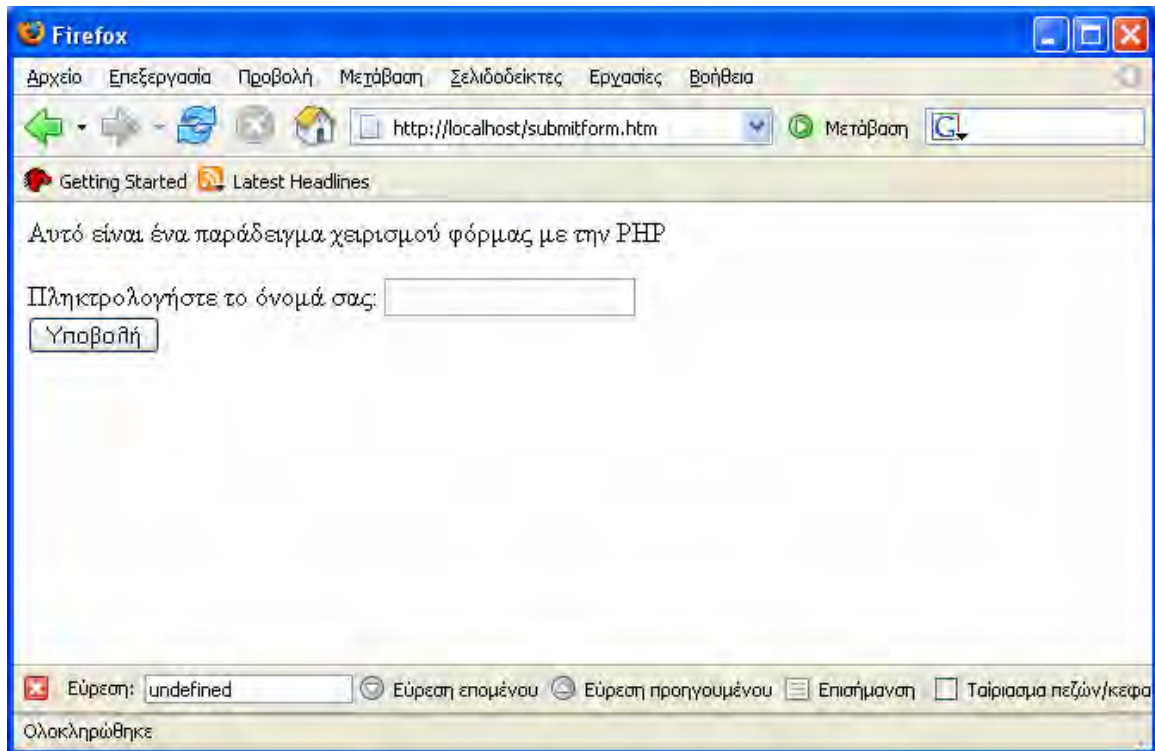 Firefox
Αρχείο Επεξεργασία Προβολή Μετάβαση Σελιδοδείκτες Εργασίες Βοήθεια
http://localhost/submitform.htm Μετάβαση G
Getting Started Latest Headlines
Αυτό είναι ένα παράδειγμα χειρισμού φόρμας με την PHP
Πληκτρολογήστε το όνομά σας:
Υποβολή
Εύρεση: undefined Εύρεση επομένου Εύρεση προηγουμένου Επισήμανση Ταίριασμα πεζών/κεφα
Ολοκληρώθηκε